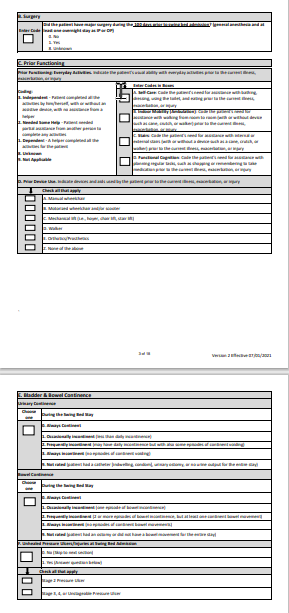 B. Surgery
Enter Code
Did the patient have major surgery during the 100 days prior to swing bed admission? (general anesthesia and at
least one overnight stay as IP or OP)
0. No
1. Yes
8. Unknown
C. Prior Functioning
Prior Functioning: Everyday Activities. Indicate the patient's usual ability with everyday activities prior to the current illness,
exacerbation, or injury
Coding:
3. Independent - Patient completed all the
activities by him/herself, with or without an
assistive device, with no assistance from a
helper
2. Needed Some Help - Patient needed
partial assistance from another person to
complete any activities
1. Dependent - A helper completed all
the activities for the patient
8. Unknown
9. Not Applicable
Enter Codes in Boxes
A. Self-Care: Code the patient's need for assistance with bathing,
dressing, using the toilet, and eating prior to the current illness,
exacerbation, or injury
B. Indoor Mobility (Ambulation): Code the patient's need for
assistance with walking from room to room (with or without device
such as cane, crutch, or walker) prior to the current illness,
exacerbation, or injury
C. Stairs: Code the patient's need for assistance with internal or
external stairs (with or without a device such as a cane, crutch, or
walker) prior to the current illness, exacerbation, or injury
D. Functional Cognition: Code the patient's need for assistance with
planning regular tasks, such as shopping or remembering to take
medication prior to the current illness, exacerbation, or injury
D. Prior Device Use. Indicate devices and aids used by the patient prior to the current illness, exacerbation, or injury
Check all that apply
A. Manual wheelchair
B. Motorized wheelchair and/or scooter
C. Mechanical lift (i.e., hoyer, chair lift, stair lift)
D. Walker
E. Orthotics/Prosthetics
Z. None of the above
Version 2 Effective 07/01/2021
E. Bladder & Bowel Continence
Urinary Continence
Choose
one
During the Swing Bed Stay
0. Always Continent
1. Occasionally incontinent (less than daily incontinence)
2. Frequently incontinent (may have daily incontinence but with also some episodes of continent voiding)
3. Always incontinent (no episodes of continent voiding)
9. Not rated (patient had a catheter (indwelling, condom), urinary ostomy, or no urine output for the entire stay)
Bowel Continence
Choose
one
During the Swing Bed Stay
0. Always Continent
1. Occasionally incontinent (one episode of bowel incontinence)
2. Frequently incontinent (2 or more episodes of bowel incontinence, but at least one continent bowel movement)
3. Always incontinent (no episodes of continent bowel movements)
9. Not rated (patient had an ostomy or did not have a bowel movement for the entire stay)
F. Unhealed Pressure Ulcers/Injuries at Swing Bed Admission
0. No (Skip to next section)
1. Yes (Answer question below)
Check all that apply
Stage 2 Pressure Ulcer
Stage 3, 4, or Unstageable Pressure Ulcer